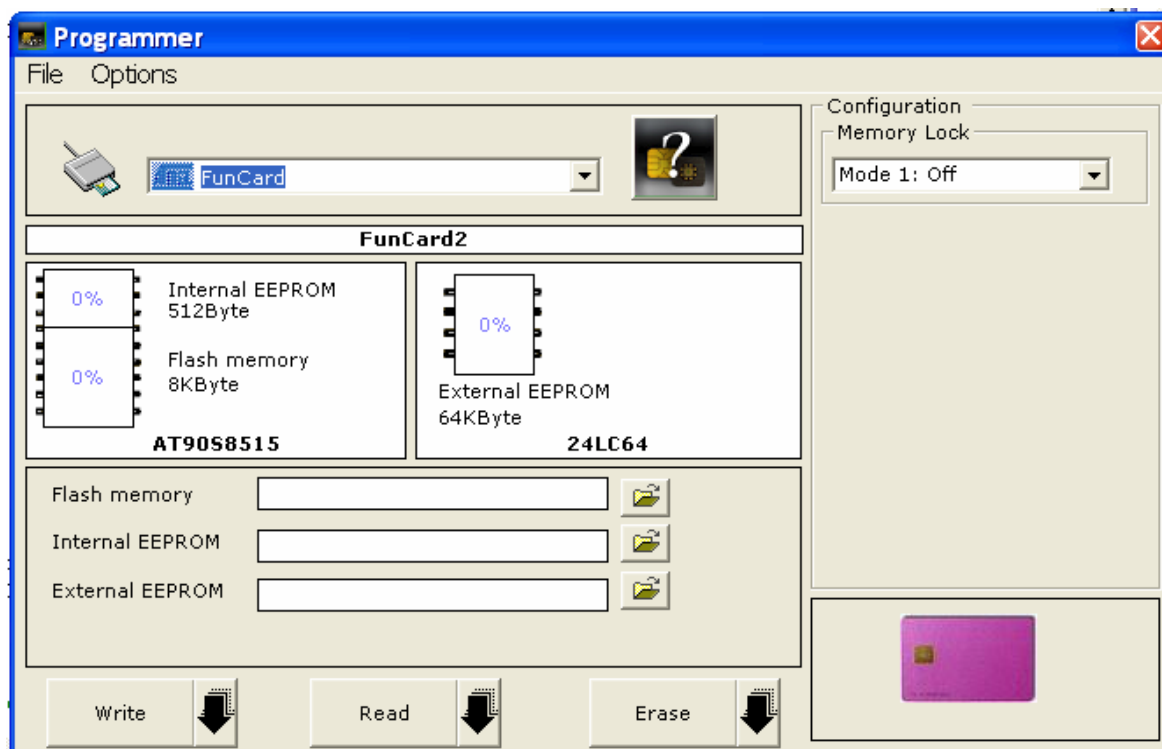 Programmer
File Options
FunCard
?
FunCard2
0%
Internal EEPROM
512Byte
0%
Flash memory
8KByte
AT90S8515
0%
External EEPROM
64KByte
24LC64
Flash memory
Internal EEPROM
External EEPROM
Write
Read
Erase
Configuration
Memory Lock
Mode 1: Off